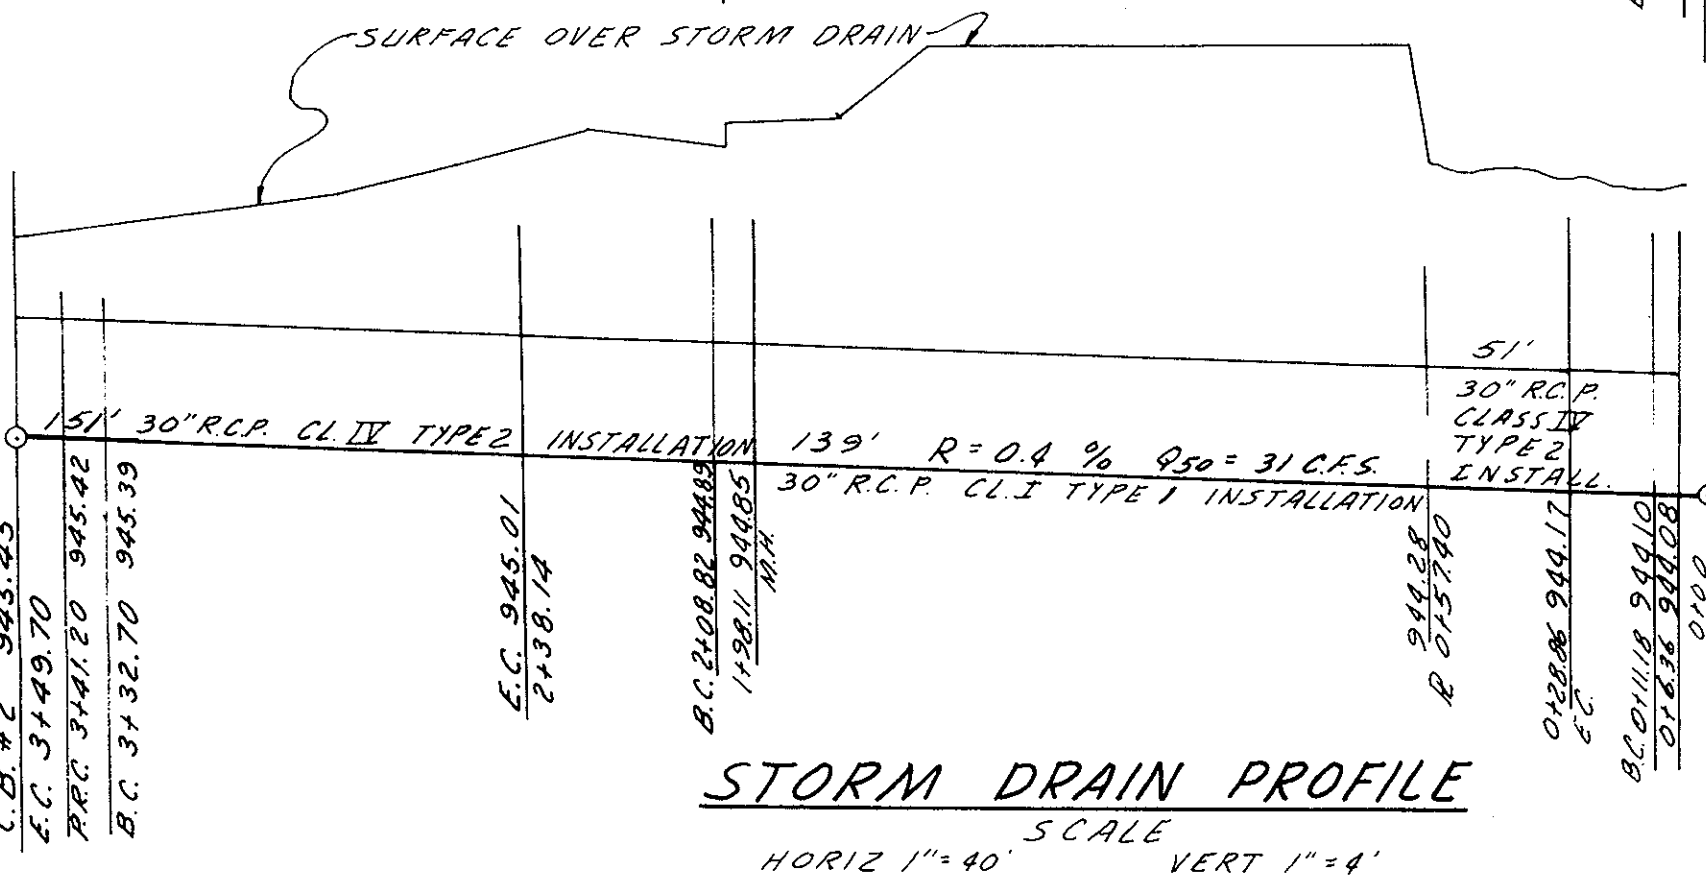 SURFACE OVER STORM DRAIN
151' 30" R.C.P. CL. IV TYPE 2 INSTALLATION
139' R = 0.4 % Q50 = 31 C.F.S.
30" R.C.P. CL. I TYPE 1 INSTALLATION
51'
30" R.C.P.
CLASS IV
TYPE 2
INSTALL.
C.B. #2 945.45
E.C. 3+49.70
P.R.C. 3+41.20 945.42
B.C. 3+32.70 945.39
E.C. 945.01
2+38.14
B.C. 2+08.82 944.89
1+98.11 944.85
M.H.
944.28
0+57.40
0+28.86 944.17
E.C.
B.C. 0+11.18 944.10
0+6.36 944.08
0+00
STORM DRAIN PROFILE
SCALE
HORIZ 1" = 40' VERT 1" = 4'